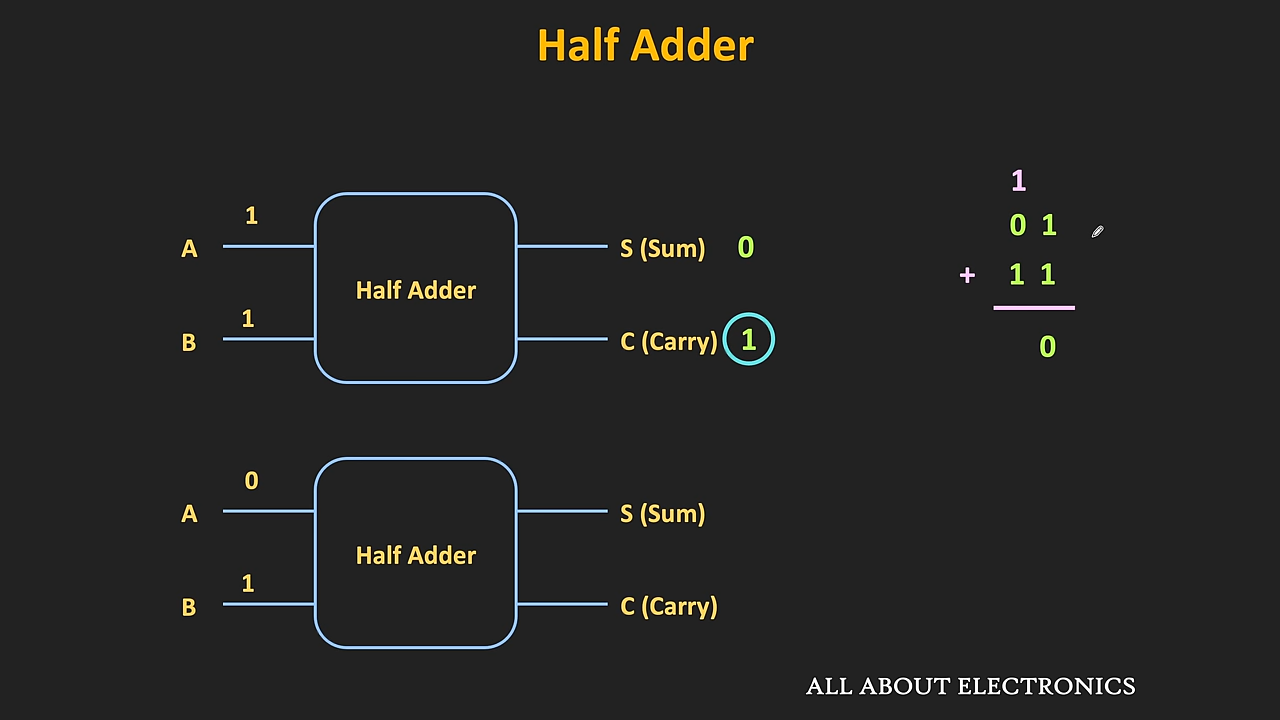 Half Adder
1
A
Half Adder
S (Sum) 0
1
B
C (Carry) 1
1
0 1
+ 1 1
0
0
A
Half Adder
S (Sum)
1
B
C (Carry)
ALL ABOUT ELECTRONICS